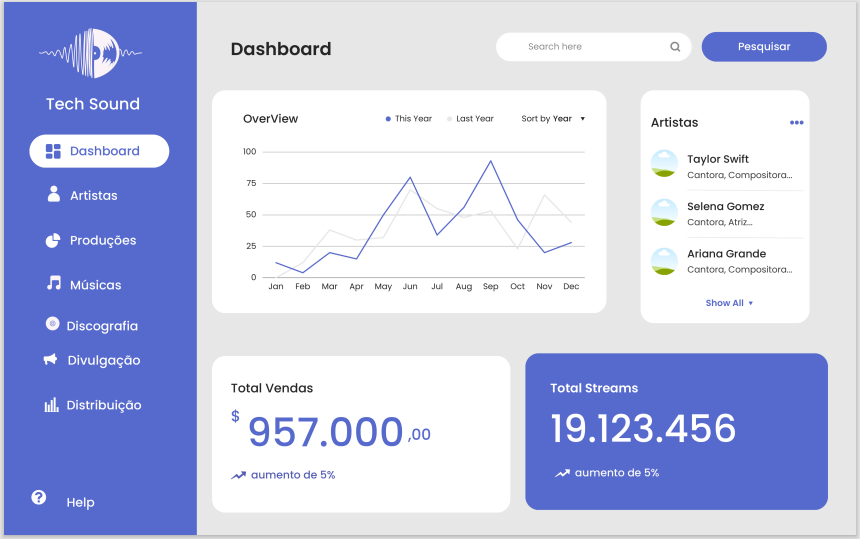 Tech Sound
Dashboard
Artistas
Produções
Músicas
Discografia
Divulgação
Distribuição
Help
Dashboard
Search here
Pesquisar
OverView
This Year
Last Year
Sort by Year
100
75
50
25
0
Jan Feb Mar Apr May Jun Jul Aug Sep Oct Nov Dec
Artistas
Taylor Swift
Cantora, Compositora...
Selena Gomez
Cantora, Atriz...
Ariana Grande
Cantora, Compositora...
Show All
Total Vendas
$ 957.000,00
aumento de 5%
Total Streams
19.123.456
aumento de 5%